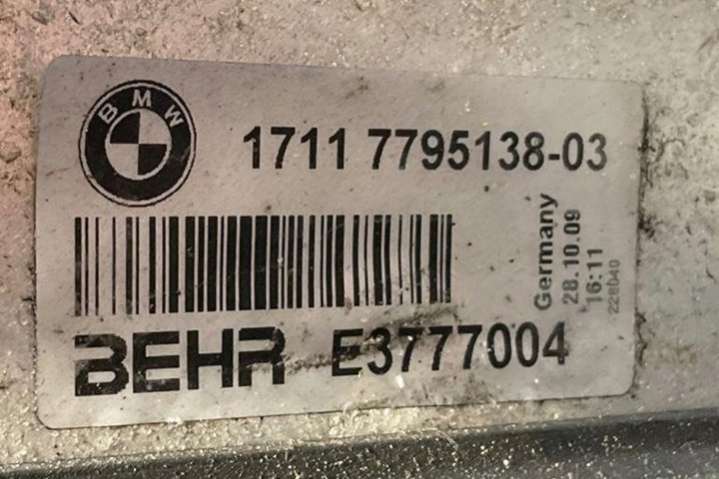 BMW
1711 7795138-03
Germany
28.10.09
16:11
BEHR E3777004